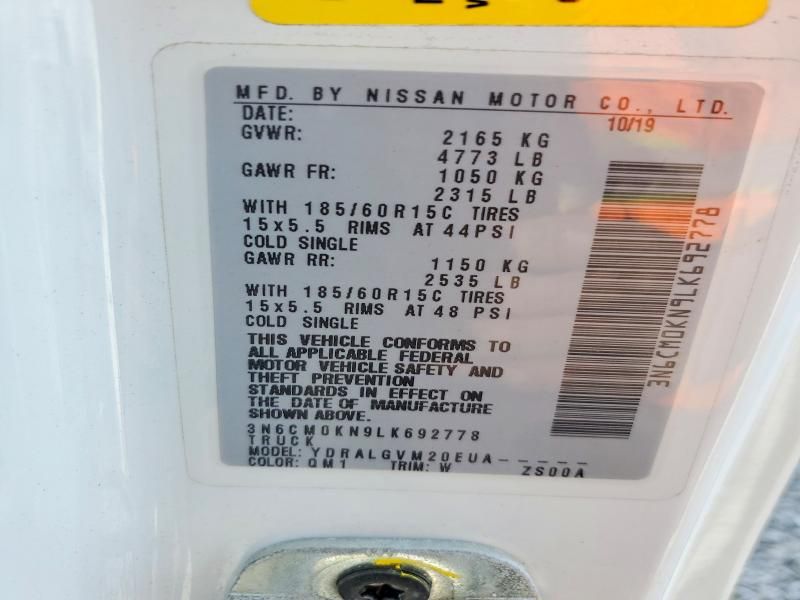 MFD. BY NISSAN MOTOR CO., LTD.
DATE: 10/19
GVWR: 2165 KG
4773 LB
GAWR FR: 1050 KG
2315 LB
WITH 185/60R15C TIRES
15x5.5 RIMS AT 44PSI
COLD SINGLE
GAWR RR: 1150 KG
2535 LB
WITH 185/60R15C TIRES
15x5.5 RIMS AT 48 PSI
COLD SINGLE
THIS VEHICLE CONFORMS TO
ALL APPLICABLE FEDERAL
MOTOR VEHICLE SAFETY AND
THEFT PREVENTION
STANDARDS IN EFFECT ON
THE DATE OF MANUFACTURE
SHOWN ABOVE.
3N6CM0KN9LK692778
TRUCK
MODEL: YDRALGVM20EUA-----
COLOR: QM1 TRIM: W ZS00A
3N6CM0KN9LK692778